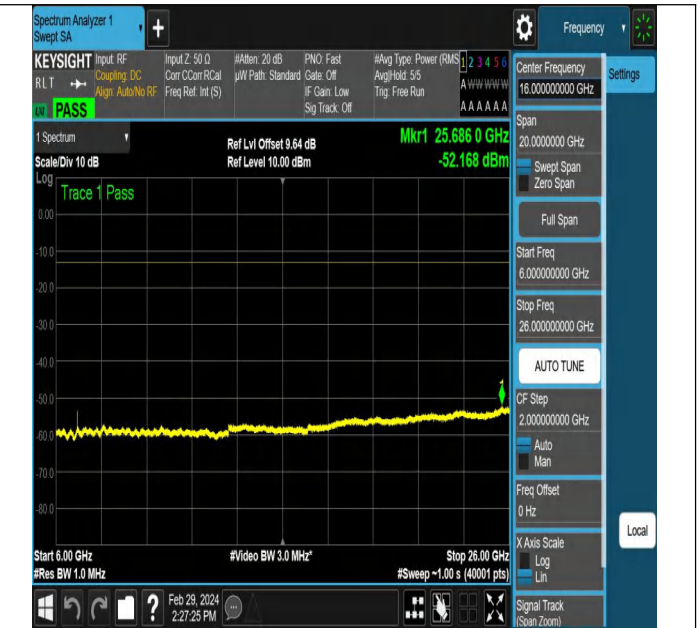 Spectrum Analyzer 1
Swept SA
+
Frequency
KEYSIGHT
RLT
PASS
Input: RF
Coupling: DC
Align: Auto/No RF
Input Z: 50 Ω
Corr CCorr RCal
Freq Ref: Int (S)
#Atten: 20 dB
µW Path: Standard
PNO: Fast
Gate: Off
IF Gain: Low
Sig Track: Off
#Avg Type: Power (RMS
Avg|Hold: 5/5
Trig: Free Run
1 2 3 4 5 6
A W W W W W
A A A A A A
1 Spectrum
Scale/Div 10 dB
Ref Lvl Offset 9.64 dB
Ref Level 10.00 dBm
Mkr1 25.686 0 GHz
-52.168 dBm
Log
Trace 1 Pass
0.00
-10.0
-20.0
-30.0
-40.0
-50.0
-60.0
-70.0
-80.0
1
Start 6.00 GHz
#Res BW 1.0 MHz
#Video BW 3.0 MHz*
Stop 26.00 GHz
#Sweep ~1.00 s (40001 pts)
Center Frequency
16.000000000 GHz
Settings
Span
20.0000000 GHz
Swept Span
Zero Span
Full Span
Start Freq
6.000000000 GHz
Stop Freq
26.000000000 GHz
AUTO TUNE
CF Step
2.000000000 GHz
Auto
Man
Freq Offset
0 Hz
X Axis Scale
Log
Lin
Local
Signal Track
(Span Zoom)
?
Feb 29, 2024
2:27:25 PM